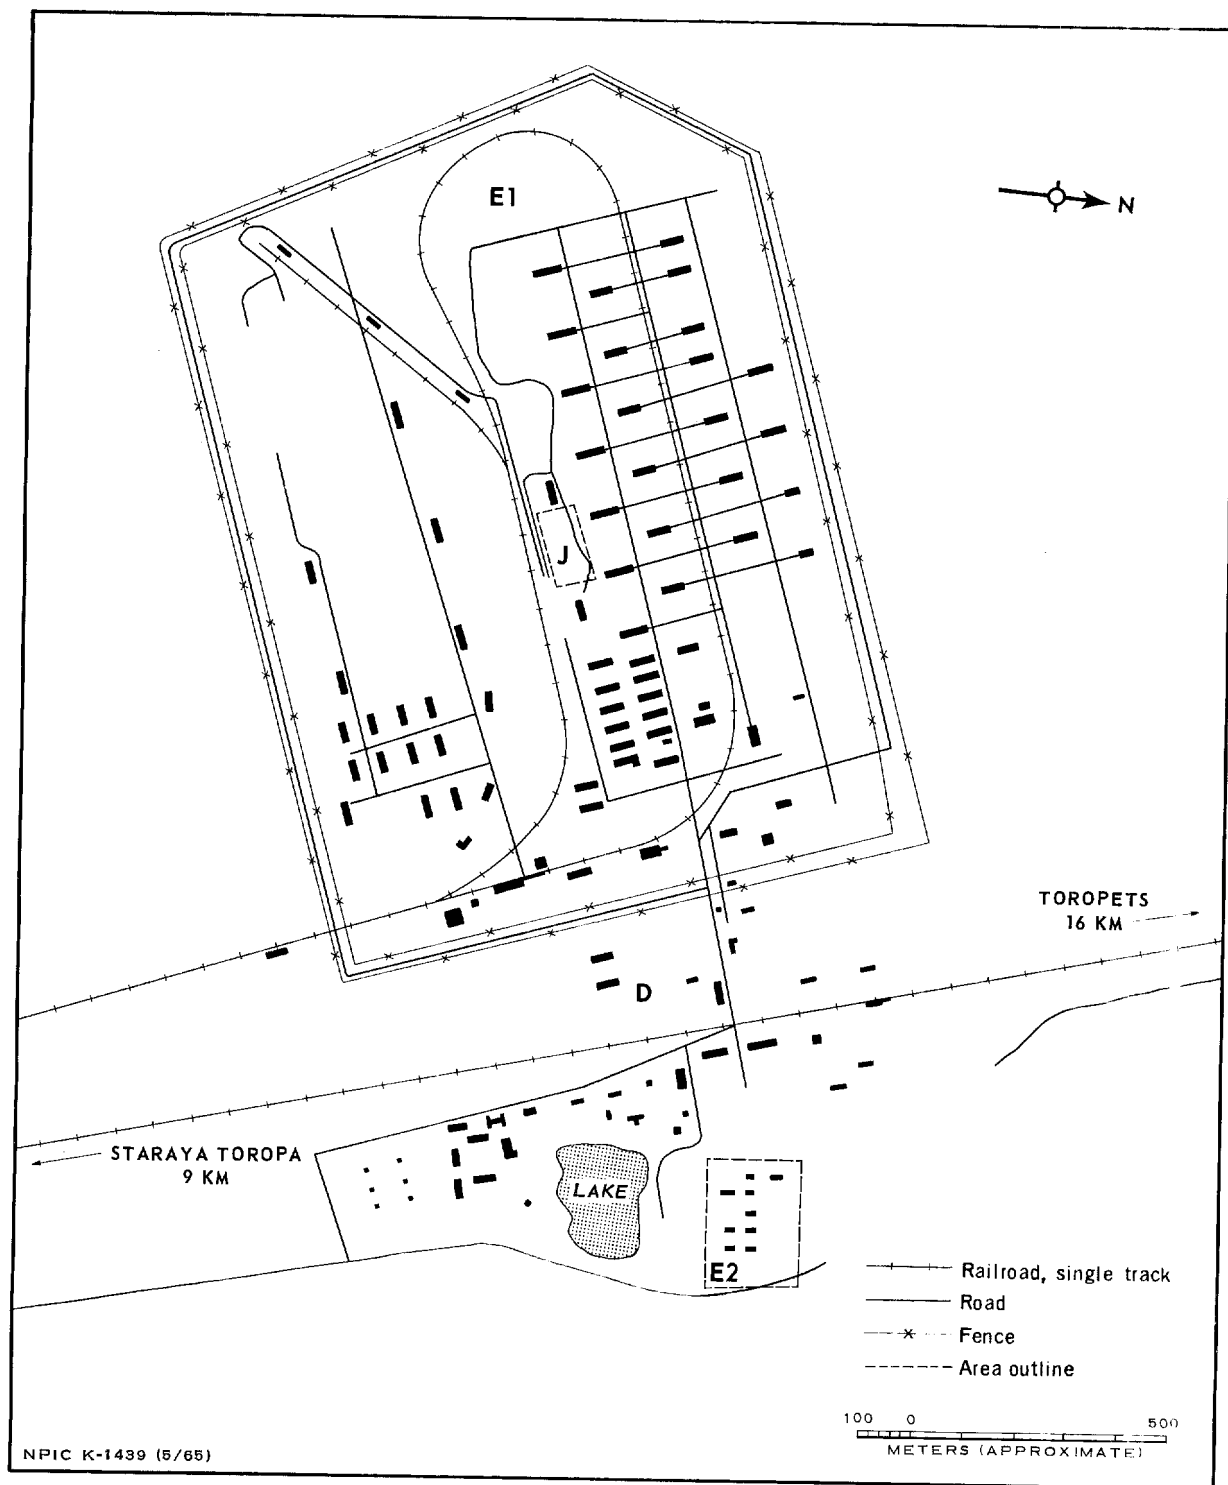 E1
N
J
TOROPETS
16 KM
D
STARAYA TOROPA
9 KM
LAKE
E2
Railroad, single track
Road
Fence
Area outline
100 0 500
METERS (APPROXIMATE)
NPIC K-1439 (5/65)